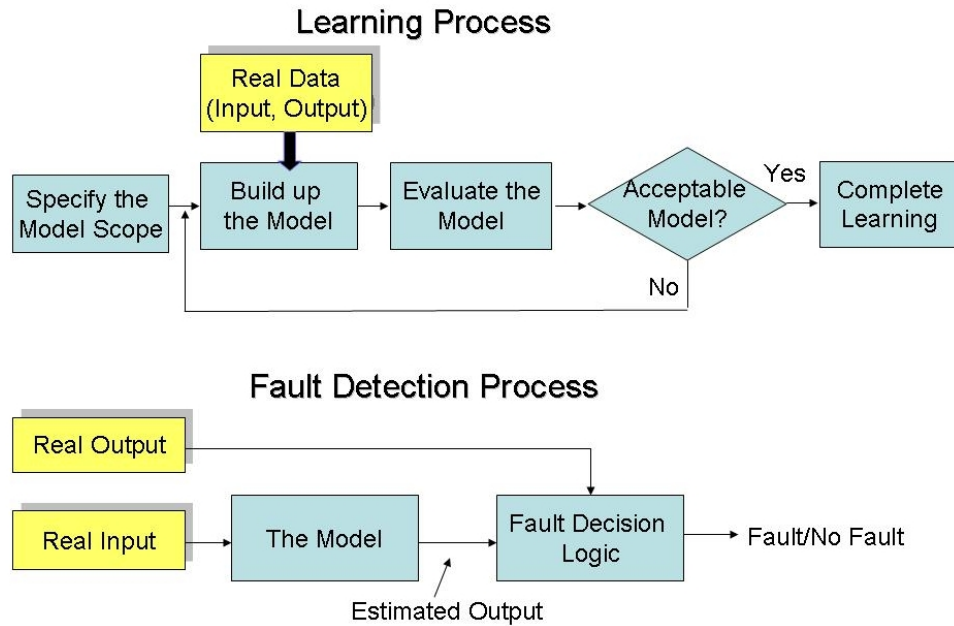 Learning Process
Real Data
(Input, Output)
Specify the
Model Scope
Build up
the Model
Evaluate the
Model
Acceptable
Model?
Yes
Complete
Learning
No
Fault Detection Process
Real Output
Real Input
The Model
Estimated Output
Fault Decision
Logic
Fault/No Fault